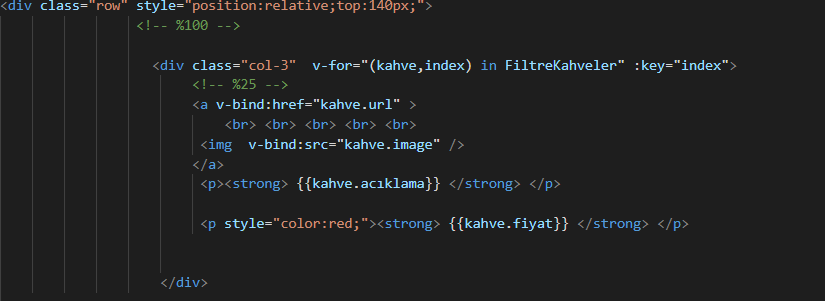 <div class="row" style="position:relative;top:140px;">
<!-- %100 -->
<div class="col-3"  v-for="(kahve,index) in FiltreKahveler" :key="index">
<!-- %25 -->
<a v-bind:href="kahve.url" >
<br> <br> <br> <br> <br>
<img  v-bind:src="kahve.image" />
</a>
<p><strong> {{kahve.acıklama}} </strong> </p>
<p style="color:red;"><strong> {{kahve.fiyat}} </strong> </p>
</div>